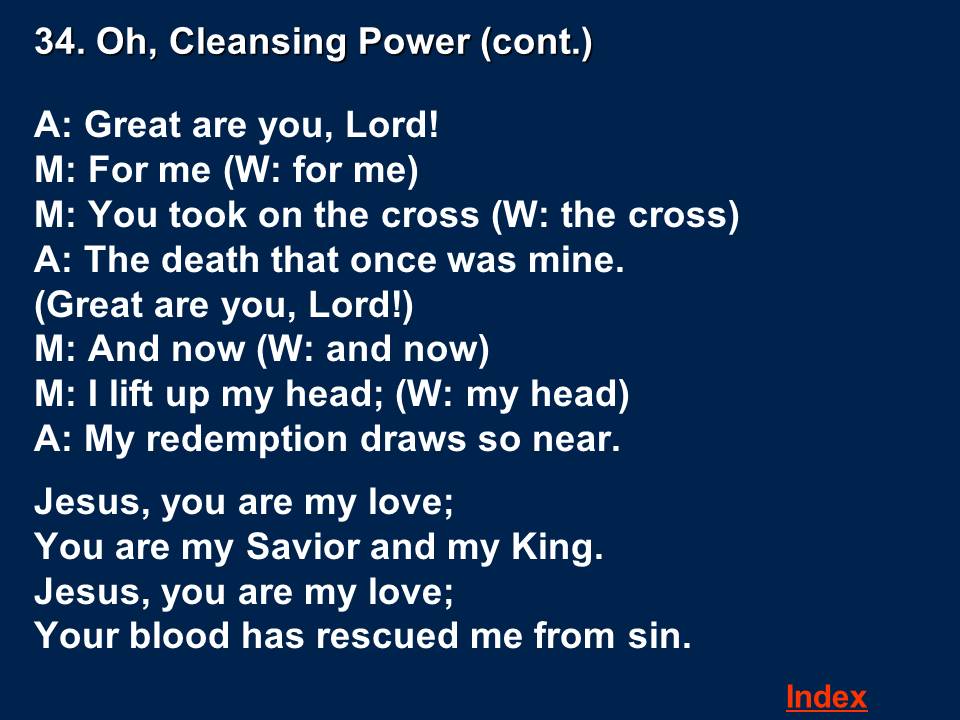 34. Oh, Cleansing Power (cont.)
A: Great are you, Lord!
M: For me (W: for me)
M: You took on the cross (W: the cross)
A: The death that once was mine.
(Great are you, Lord!)
M: And now (W: and now)
M: I lift up my head; (W: my head)
A: My redemption draws so near.
Jesus, you are my love;
You are my Savior and my King.
Jesus, you are my love;
Your blood has rescued me from sin.
Index